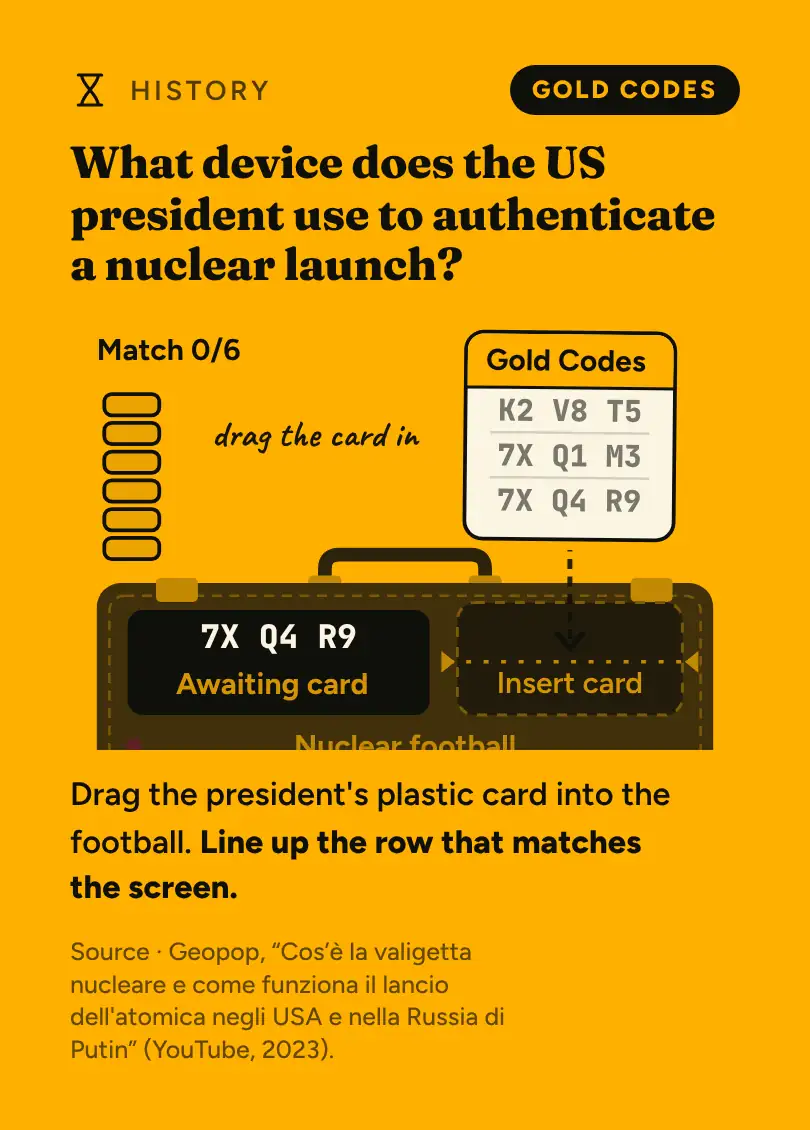 HISTORY
GOLD CODES
What device does the US
president use to authenticate
a nuclear launch?
Match 0/6
drag the card in
Gold Codes
K2 V8 T5
7X Q1 M3
7X Q4 R9
7X Q4 R9
Awaiting card
Insert card
Nuclear football
Drag the president's plastic card into the
football. Line up the row that matches
the screen.
Source · Geopop, “Cos’è la valigetta
nucleare e come funziona il lancio
dell'atomica negli USA e nella Russia di
Putin” (YouTube, 2023).